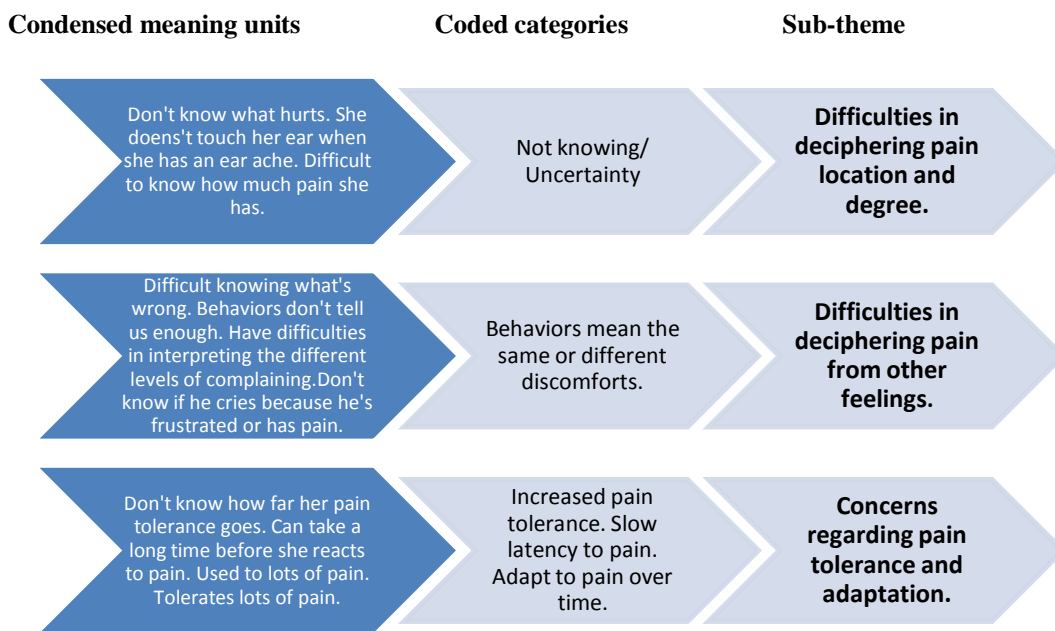 Condensed meaning units
Coded categories
Sub-theme
Don't know what hurts. She
doens't touch her ear when
she has an ear ache. Difficult
to know how much pain she
has.
Not knowing/
Uncertainty
Difficulties in
deciphering pain
location and
degree.
Difficult knowing what's
wrong. Behaviors don't tell
us enough. Have difficulties
in interpreting the different
levels of complaining.Don't
know if he cries because he's
frustrated or has pain.
Behaviors mean the
same or different
discomforts.
Difficulties in
deciphering pain
from other
feelings.
Don't know how far her pain
tolerance goes. Can take a
long time before she reacts
to pain. Used to lots of pain.
Tolerates lots of pain.
Increased pain
tolerance. Slow
latency to pain.
Adapt to pain over
time.
Concerns
regarding pain
tolerance and
adaptation.